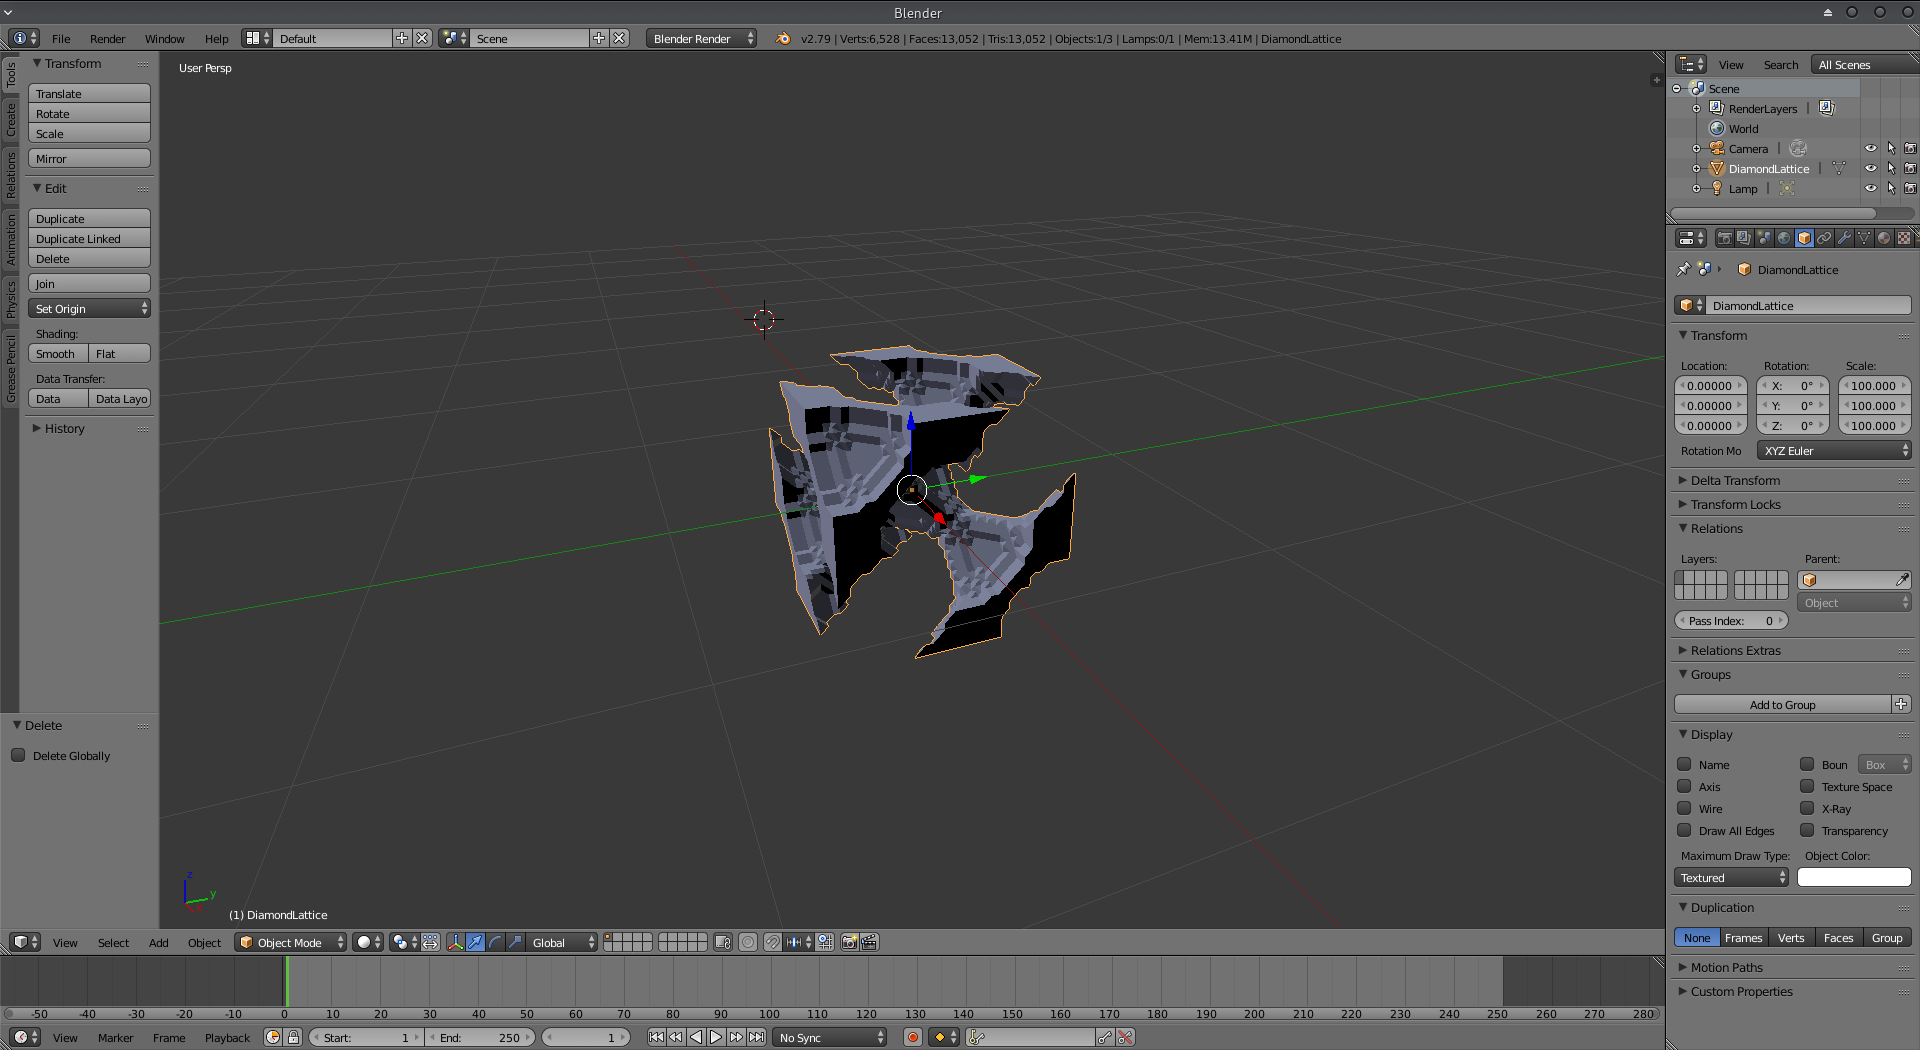 Blender
File Render Window Help Default Scene Blender Render v2.79 | Verts:6,528 | Faces:13,052 | Tris:13,052 | Objects:1/3 | Lamps:0/1 | Mem:13.41M | DiamondLattice
Tools
Create
Relations
Animation
Physics
Grease Pencil
Transform
Translate
Rotate
Scale
Mirror
Edit
Duplicate
Duplicate Linked
Delete
Join
Set Origin
Shading:
Smooth Flat
Data Transfer:
Data Data Layo
History
Delete
Delete Globally
User Persp
z
y
x
(1) DiamondLattice
View Select Add Object Object Mode Global
View Search All Scenes
Scene
RenderLayers |
World
Camera |
DiamondLattice |
Lamp |
DiamondLattice
DiamondLattice
Transform
Location: Rotation: Scale:
0.00000 X: 0° 100.000
0.00000 Y: 0° 100.000
0.00000 Z: 0° 100.000
Rotation Mo XYZ Euler
Delta Transform
Transform Locks
Relations
Layers: Parent:
Object
Pass Index: 0
Relations Extras
Groups
Add to Group
Display
Name Boun Box
Axis Texture Space
Wire X-Ray
Draw All Edges Transparency
Maximum Draw Type: Object Color:
Textured
Duplication
None Frames Verts Faces Group
Motion Paths
Custom Properties
-50 -40 -30 -20 -10 0 10 20 30 40 50 60 70 80 90 100 110 120 130 140 150 160 170 180 190 200 210 220 230 240 250 260 270 280
View Marker Frame Playback Start: 1 End: 250 1 No Sync